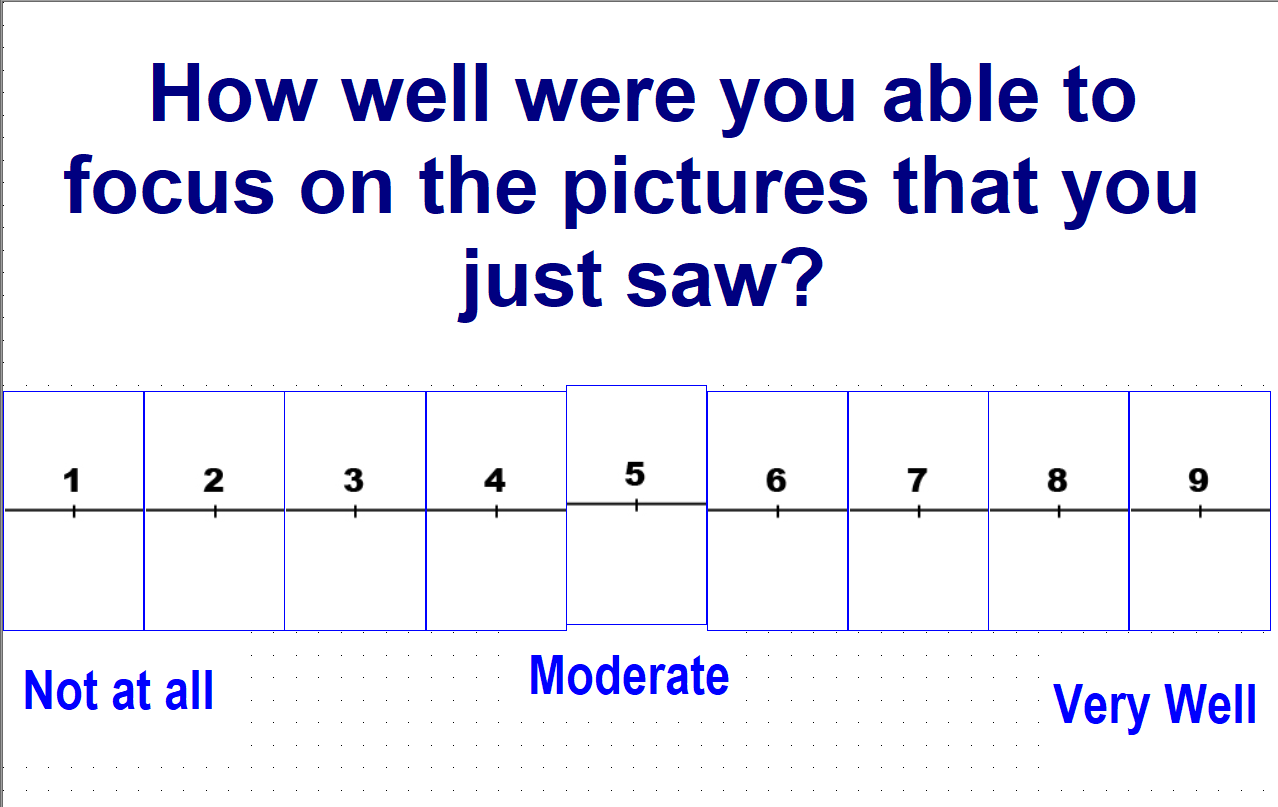 How well were you able to
focus on the pictures that you
just saw?
1 2 3 4 5 6 7 8 9
Not at all Moderate Very Well